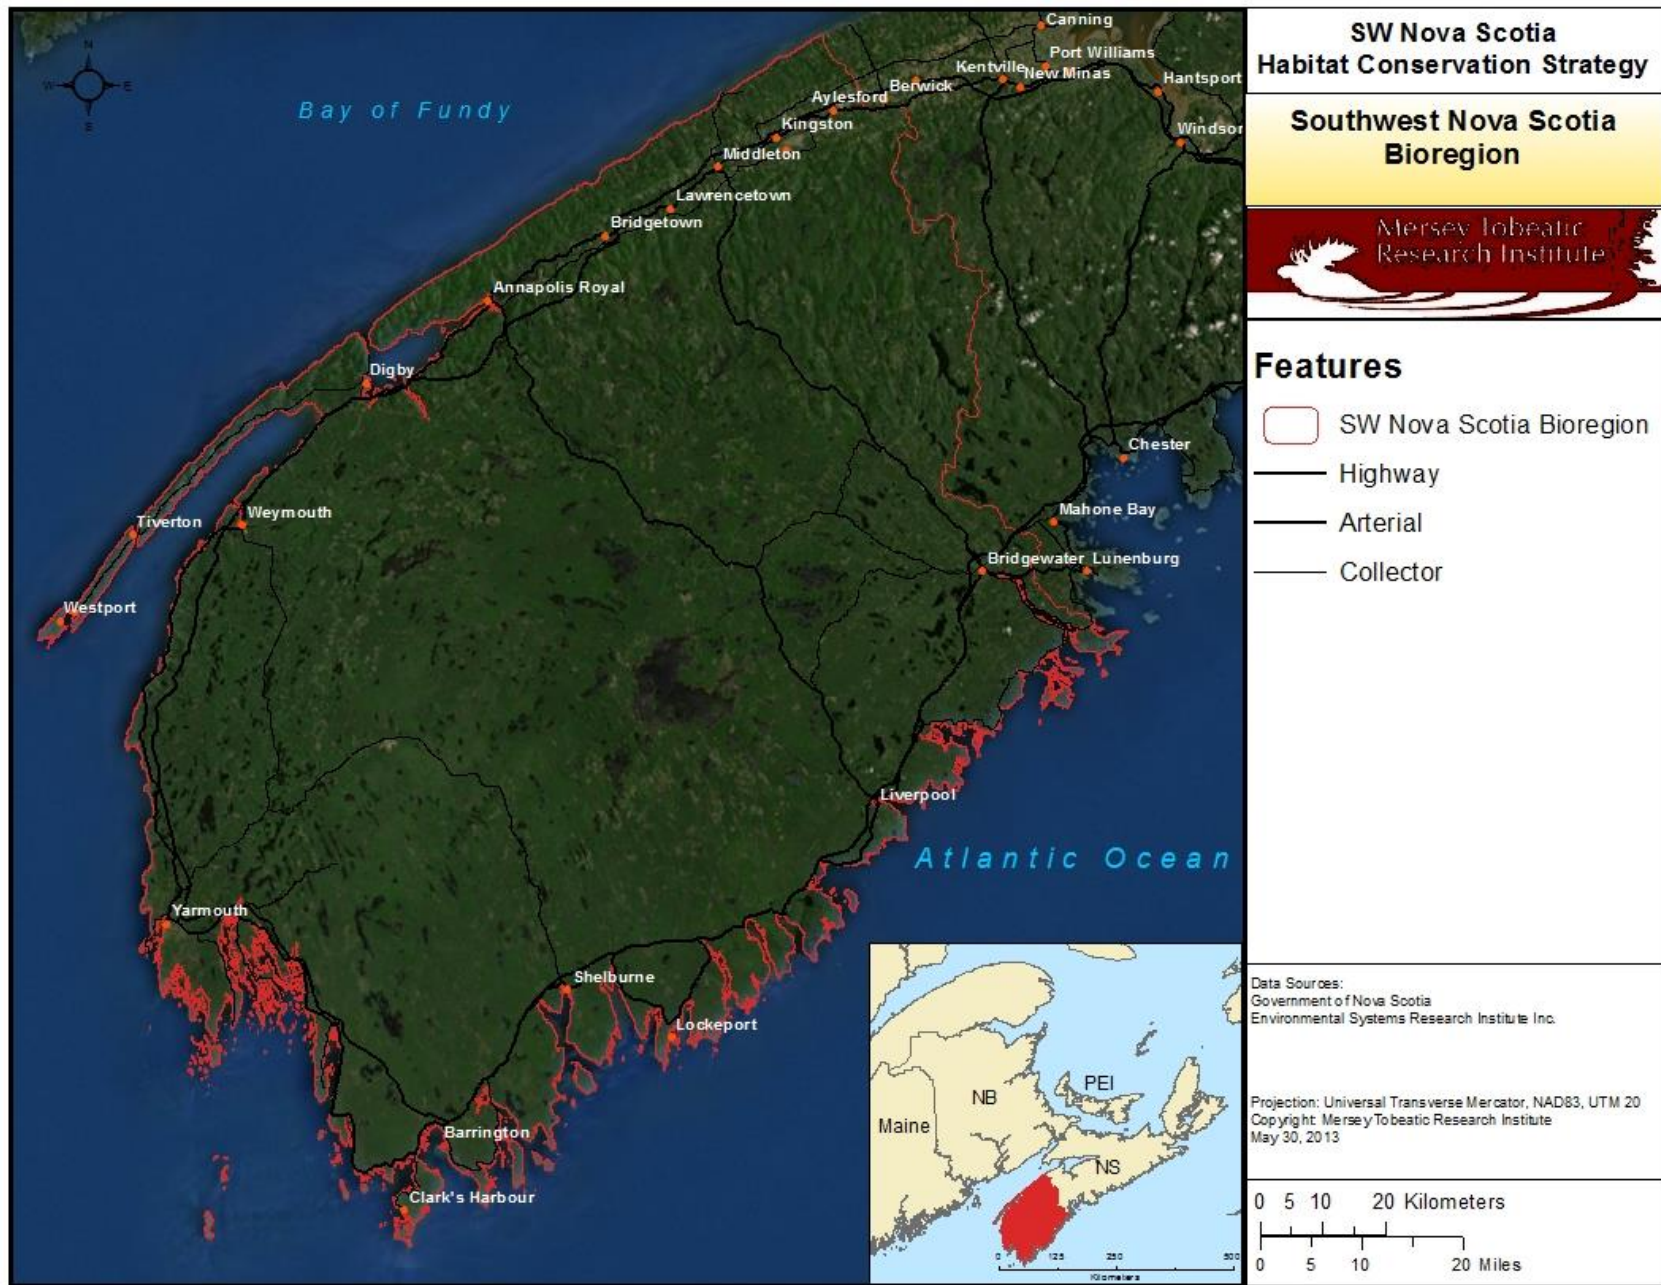 N
W
E
S
Bay of Fundy
Canning
Port Williams
Kentville
New Minas
Berwick
Hantsport
Aylesford
Kingston
Windsor
Middleton
Lawrencetown
Bridgetown
Annapolis Royal
Digby
Chester
Weymouth
Tiverton
Mahone Bay
Bridgewater
Lunenburg
Westport
Liverpool
Atlantic Ocean
Yarmouth
Shelburne
Lockeport
Barrington
Clark's Harbour
Maine
NB
PEI
NS
0 125 250 500
Kilometers
SW Nova Scotia
Habitat Conservation Strategy
Southwest Nova Scotia
Bioregion
Mersey Tobeatic
Research Institute
Features
SW Nova Scotia Bioregion
Highway
Arterial
Collector
Data Sources:
Government of Nova Scotia
Environmental Systems Research Institute Inc.
Projection: Universal Transverse Mercator, NAD83, UTM 20
Copyright: Mersey Tobeatic Research Institute
May 30, 2013
0 5 10 20 Kilometers
0 5 10 20 Miles